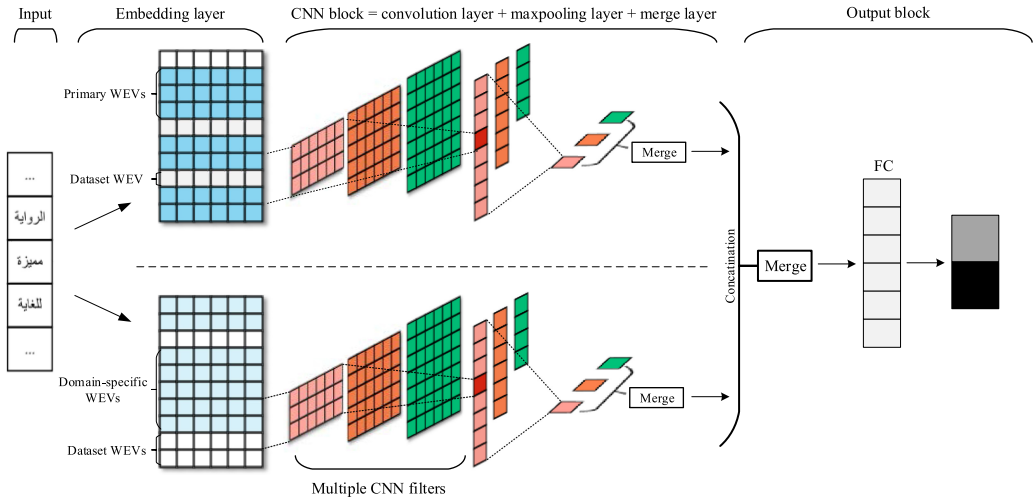 Input
Embedding layer
CNN block = convolution layer + maxpooling layer + merge layer
Output block
Primary WEVs
Dataset WEV
...
الرواية
مميزة
للغاية
...
Merge
Concatination
Merge
FC
Domain-specific
WEVs
Dataset WEVs
Merge
Multiple CNN filters